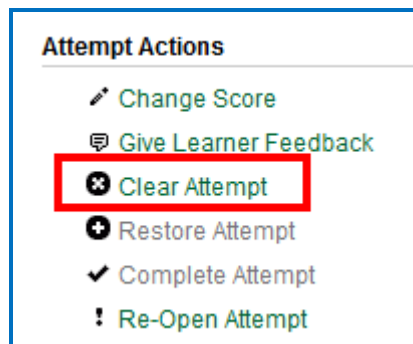 Attempt Actions
Change Score
Give Learner Feedback
Clear Attempt
Restore Attempt
Complete Attempt
Re-Open Attempt